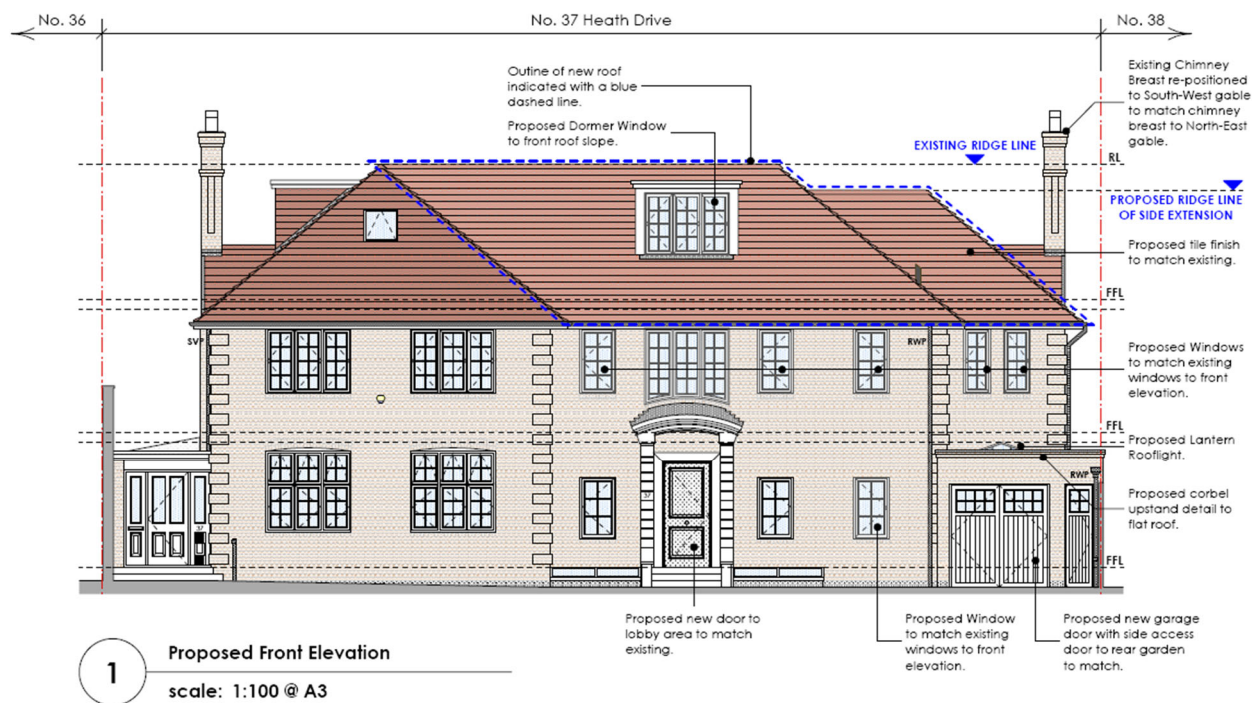 No. 36
No. 37 Heath Drive
No. 38
Outine of new roof
indicated with a blue
dashed line.
Proposed Dormer Window
to front roof slope.
EXISTING RIDGE LINE
Existing Chimney
Breast re-positioned
to South-West gable
to match chimney
breast to North-East
gable.
RL
PROPOSED RIDGE LINE
OF SIDE EXTENSION
Proposed tile finish
to match existing.
FFL
SVP
RWP
Proposed Windows
to match existing
windows to front
elevation.
FFL
Proposed Lantern
Rooflight.
RWP
Proposed corbel
upstand detail to
flat roof.
37
37
FFL
Proposed new door to
lobby area to match
existing.
Proposed Window
to match existing
windows to front
elevation.
Proposed new garage
door with side access
door to rear garden
to match.
1
Proposed Front Elevation
scale: 1:100 @ A3